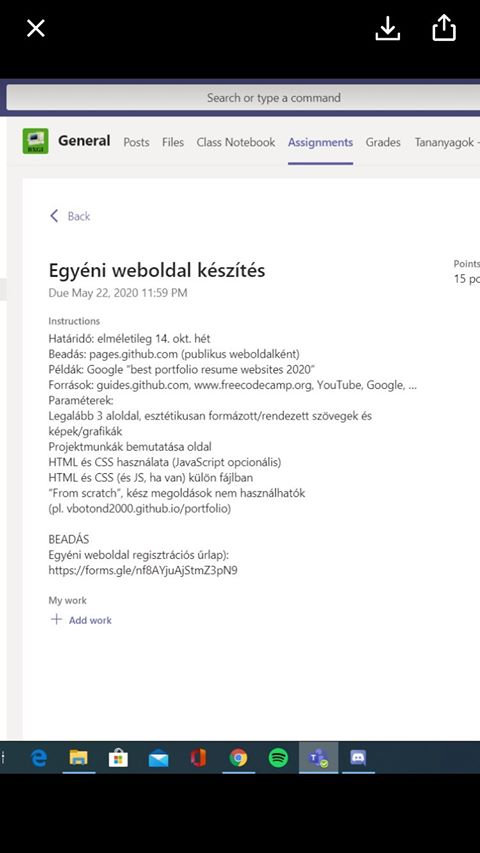 Search or type a command
General Posts Files Class Notebook Assignments Grades Tananyagok -
Back
Egyéni weboldal készítés
Points
Due May 22, 2020 11:59 PM
15 po
Instructions
Határidő: elméletileg 14. okt. hét
Beadás: pages.github.com (publikus weboldalként)
Példák: Google "best portfolio resume websites 2020"
Források: guides.github.com, www.freecodecamp.org, YouTube, Google, ...
Paraméterek:
Legalább 3 aloldal, esztétikusan formázott/rendezett szövegek és
képek/grafikák
Projektmunkák bemutatása oldal
HTML és CSS használata (JavaScript opcionális)
HTML és CSS (és JS, ha van) külön fájlban
"From scratch", kész megoldások nem használhatók
(pl. vbotond2000.github.io/portfolio)
BEADÁS
Egyéni weboldal regisztrációs űrlap):
https://forms.gle/nf8AYjuAjStmZ3pN9
My work
+ Add work